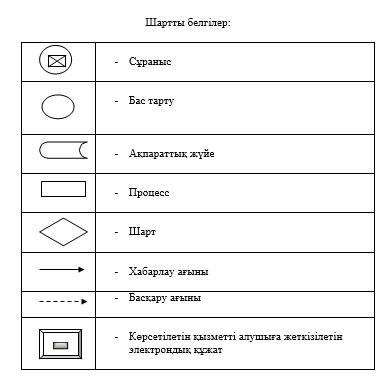 Шартты белгілер:
- Сұраныс
- Бас тарту
- Ақпараттық жүйе
- Процесс
- Шарт
- Хабарлау ағыны
- Басқару ағыны
- Көрсетілетін қызметті алушыға жеткізілетін
электрондық құжат